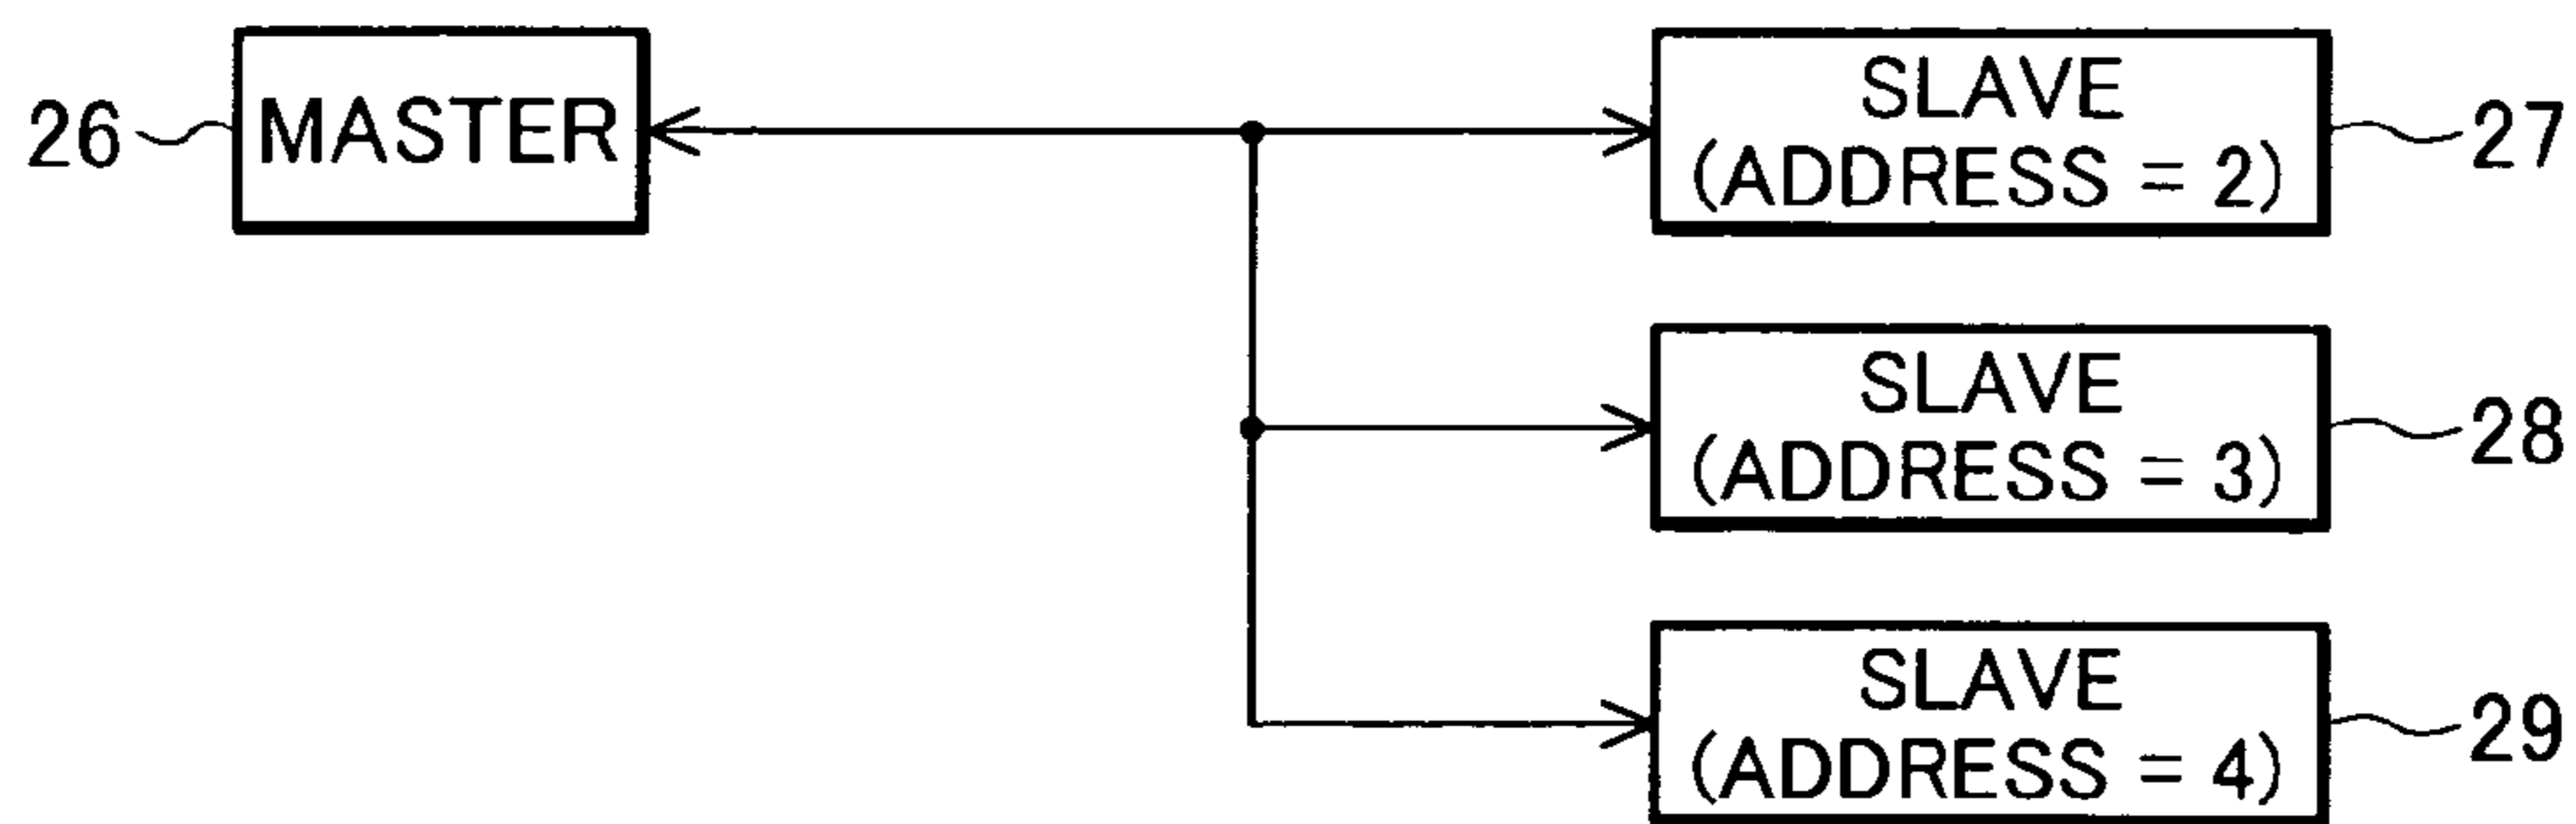 26 MASTER
SLAVE
(ADDRESS = 2)
27
SLAVE
(ADDRESS = 3)
28
SLAVE
(ADDRESS = 4)
29